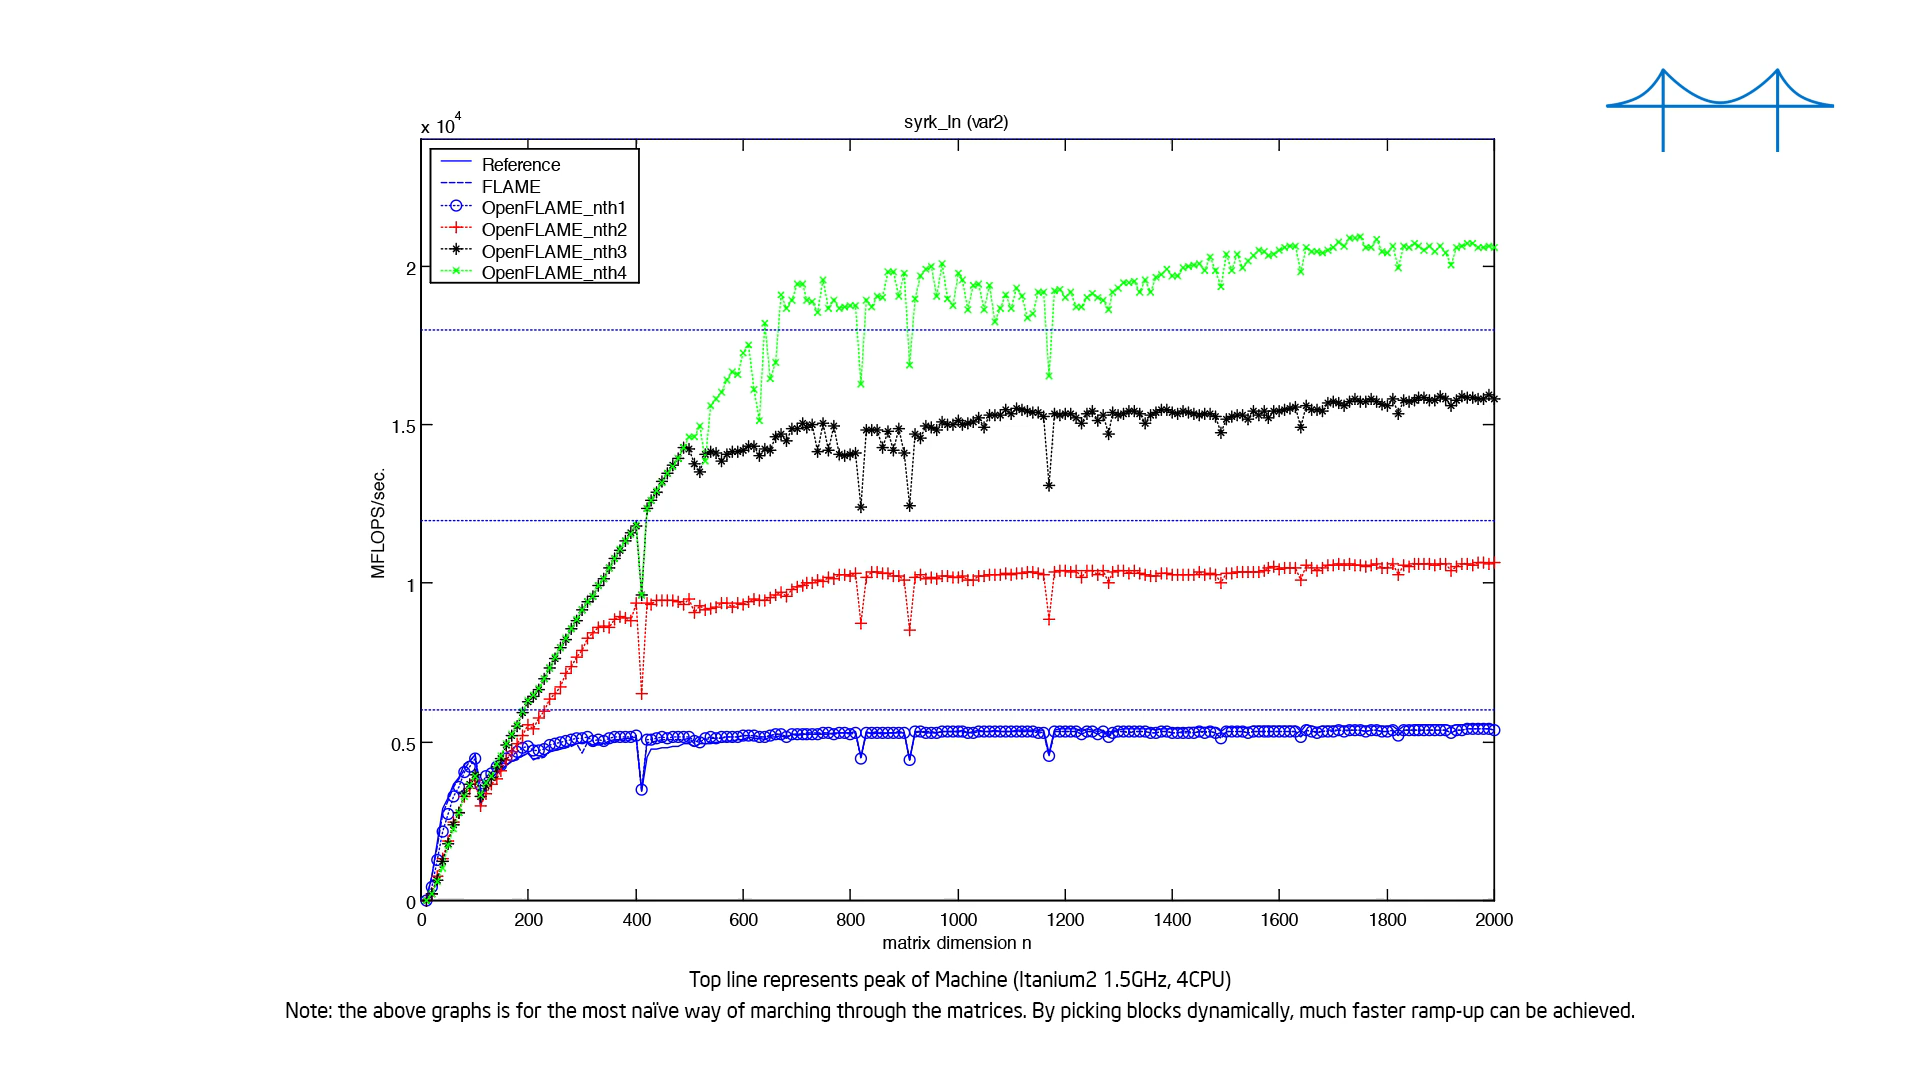 x 10^4
syrk_ln (var2)
Reference
FLAME
OpenFLAME_nth1
OpenFLAME_nth2
OpenFLAME_nth3
OpenFLAME_nth4
2
1.5
1
0.5
0
MFLOPS/sec.
0 200 400 600 800 1000 1200 1400 1600 1800 2000
matrix dimension n
Top line represents peak of Machine (Itanium2 1.5GHz, 4CPU)
Note: the above graphs is for the most naïve way of marching through the matrices. By picking blocks dynamically, much faster ramp-up can be achieved.